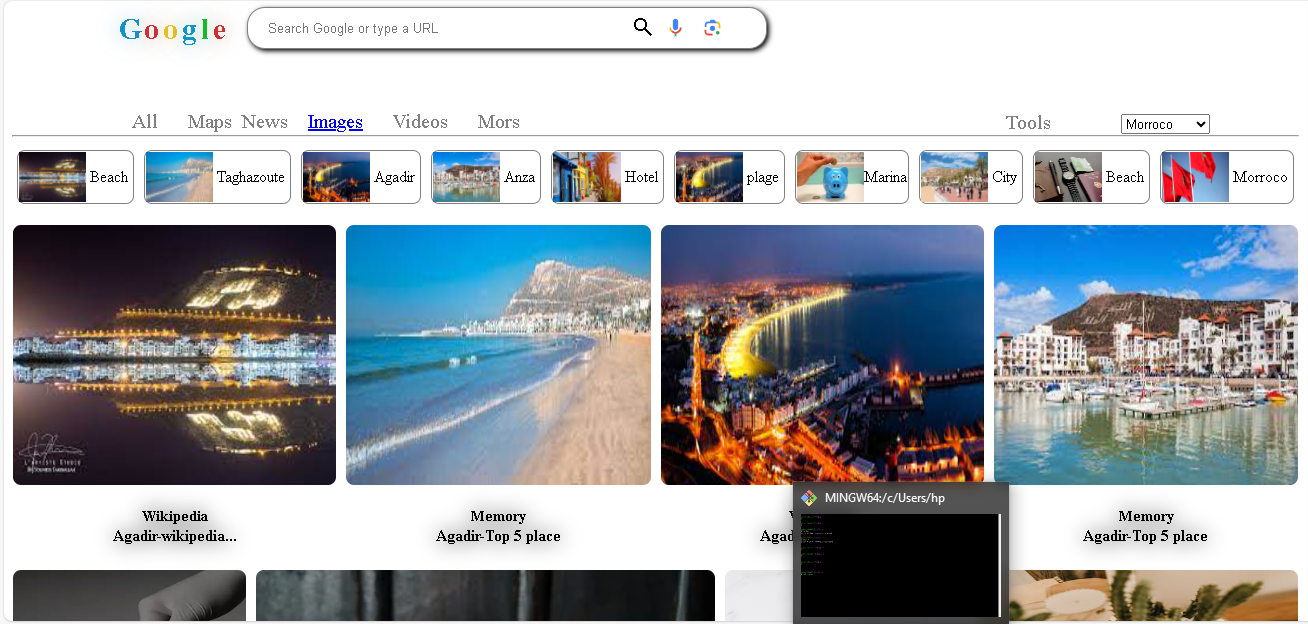 Google
Search Google or type a URL
All Maps News Images Videos Mors
Tools
Morroco
Beach
Taghazoute
Agadir
Anza
Hotel
plage
Marina
City
Beach
Morroco
Wikipedia
Agadir-wikipedia...
Memory
Agadir-Top 5 place
Agad
MINGW64:/c/Users/hp
Memory
Agadir-Top 5 place